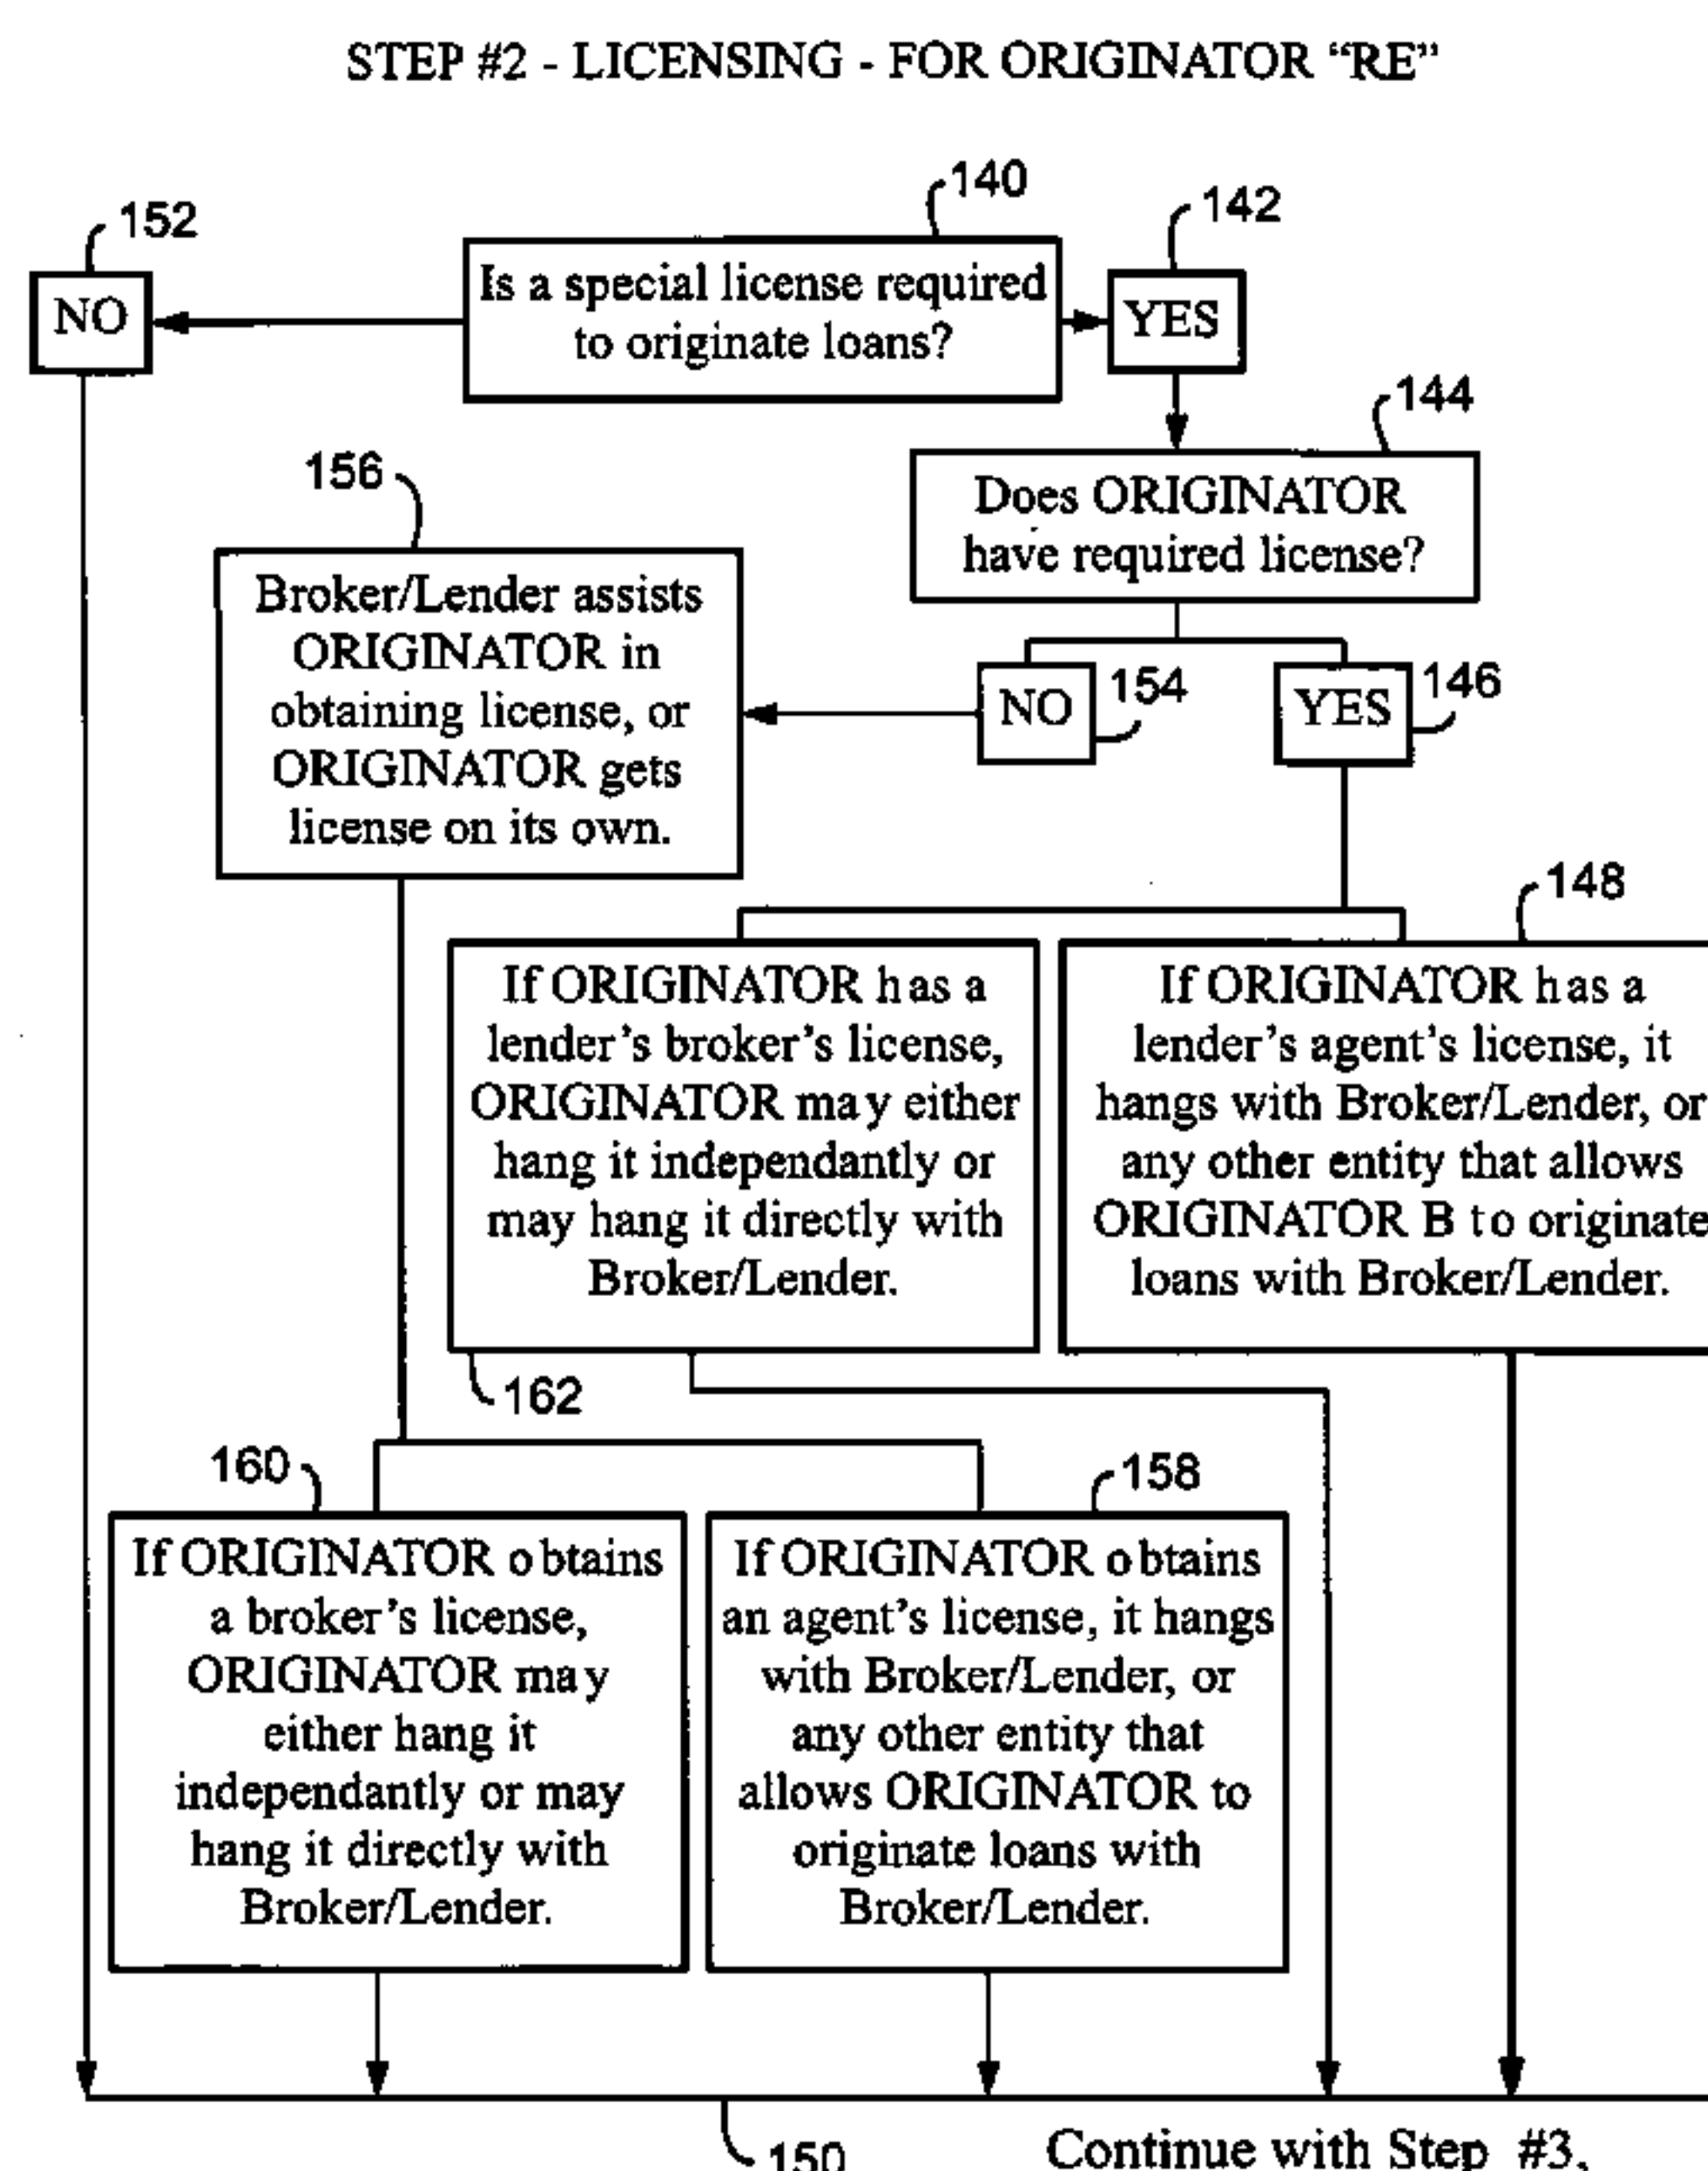 STEP #2 - LICENSING - FOR ORIGINATOR “RE”
140
142
152
Is a special license required
to originate loans?
NO
YES
144
156
Does ORIGINATOR
have required license?
Broker/Lender assists
ORIGINATOR in
obtaining license, or
ORIGINATOR gets
license on its own.
NO
154
YES
146
148
If ORIGINATOR has a
lender’s broker’s license,
ORIGINATOR may either
hang it independantly or
may hang it directly with
Broker/Lender.
If ORIGINATOR has a
lender’s agent’s license, it
hangs with Broker/Lender, or
any other entity that allows
ORIGINATOR B to originate
loans with Broker/Lender.
162
160
158
If ORIGINATOR obtains
a broker’s license,
ORIGINATOR may
either hang it
independantly or may
hang it directly with
Broker/Lender.
If ORIGINATOR obtains
an agent’s license, it hangs
with Broker/Lender, or
any other entity that
allows ORIGINATOR to
originate loans with
Broker/Lender.
150
Continue with Step #3,